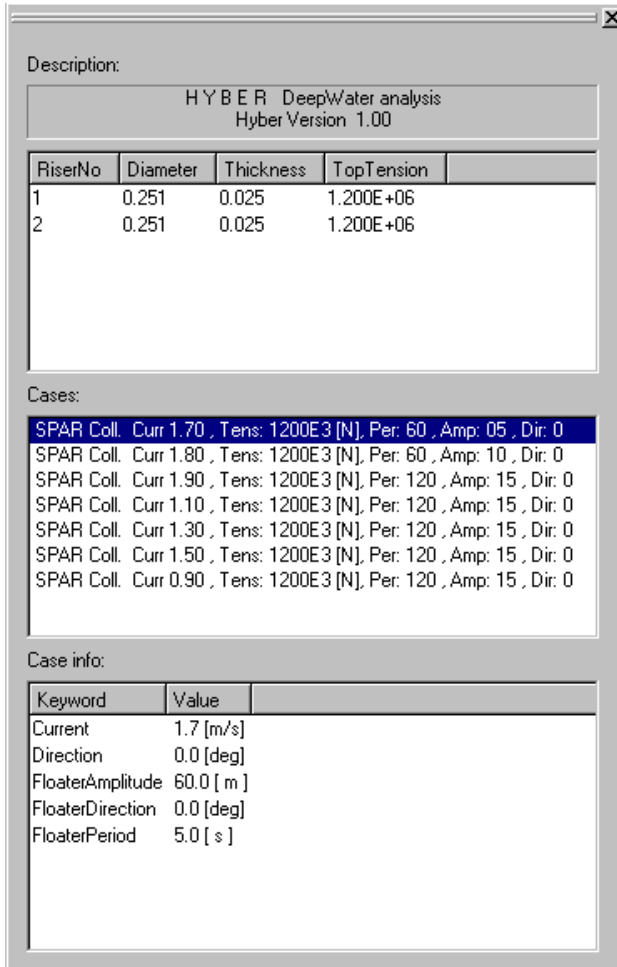 Description:
H Y B E R DeepWater analysis
Hyber Version 1.00
RiserNo Diameter Thickness TopTension
1 0.251 0.025 1.200E+06
2 0.251 0.025 1.200E+06
Cases:
SPAR Coll. Curr 1.70 , Tens: 1200E3 [N], Per: 60 , Amp: 05 , Dir: 0
SPAR Coll. Curr 1.80 , Tens: 1200E3 [N], Per: 60 , Amp: 10 , Dir: 0
SPAR Coll. Curr 1.90 , Tens: 1200E3 [N], Per: 120 , Amp: 15 , Dir: 0
SPAR Coll. Curr 1.10 , Tens: 1200E3 [N], Per: 120 , Amp: 15 , Dir: 0
SPAR Coll. Curr 1.30 , Tens: 1200E3 [N], Per: 120 , Amp: 15 , Dir: 0
SPAR Coll. Curr 1.50 , Tens: 1200E3 [N], Per: 120 , Amp: 15 , Dir: 0
SPAR Coll. Curr 0.90 , Tens: 1200E3 [N], Per: 120 , Amp: 15 , Dir: 0
Case info:
Keyword Value
Current 1.7 [m/s]
Direction 0.0 [deg]
FloaterAmplitude 60.0 [ m ]
FloaterDirection 0.0 [deg]
FloaterPeriod 5.0 [ s ]